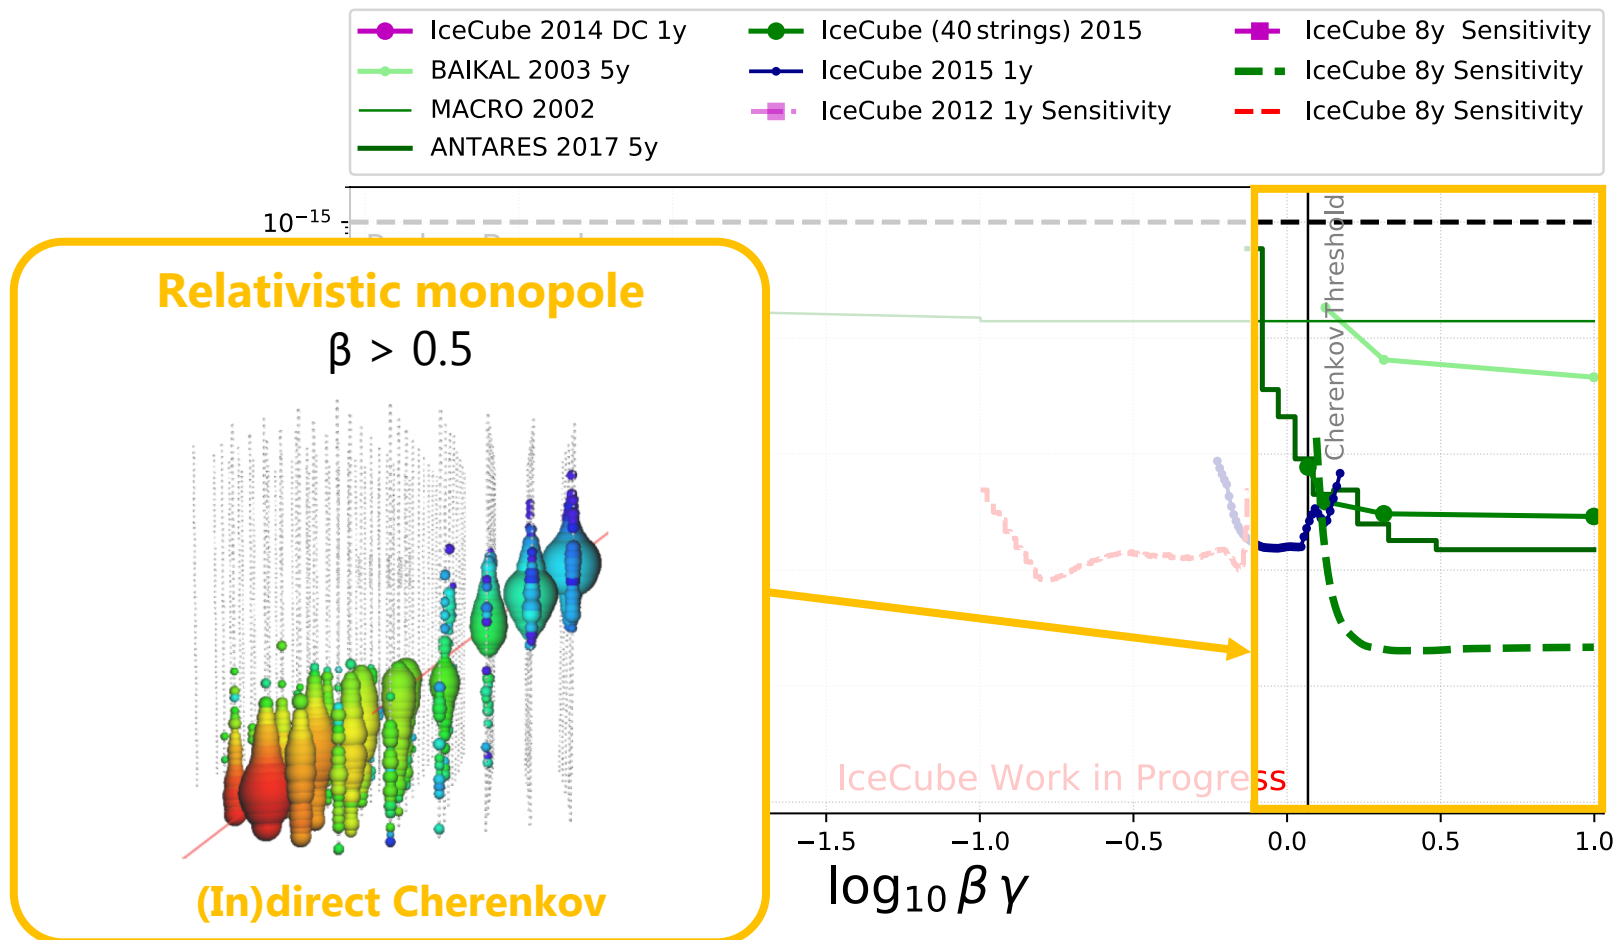 IceCube 2014 DC 1y
BAIKAL 2003 5y
MACRO 2002
ANTARES 2017 5y
IceCube (40 strings) 2015
IceCube 2015 1y
IceCube 2012 1y Sensitivity
IceCube 8y Sensitivity
IceCube 8y Sensitivity
IceCube 8y Sensitivity
10⁻¹⁵
Relativistic monopole
β > 0.5
(In)direct Cherenkov
Cherenkov Threshold
IceCube Work in Progress
−1.5 −1.0 −0.5 0.0 0.5 1.0
log₁₀ β γ